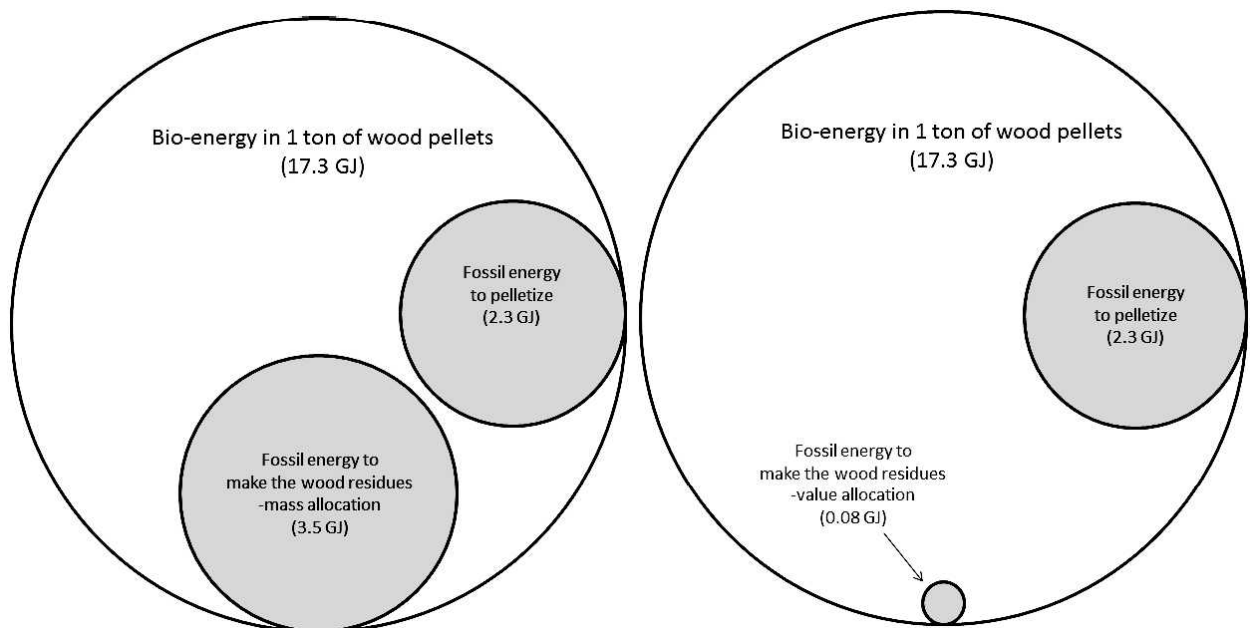 Bio-energy in 1 ton of wood pellets
(17.3 GJ)
Fossil energy
to pelletize
(2.3 GJ)
Fossil energy to
make the wood residues
-mass allocation
(3.5 GJ)
Bio-energy in 1 ton of wood pellets
(17.3 GJ)
Fossil energy
to pelletize
(2.3 GJ)
Fossil energy to
make the wood residues
-value allocation
(0.08 GJ)